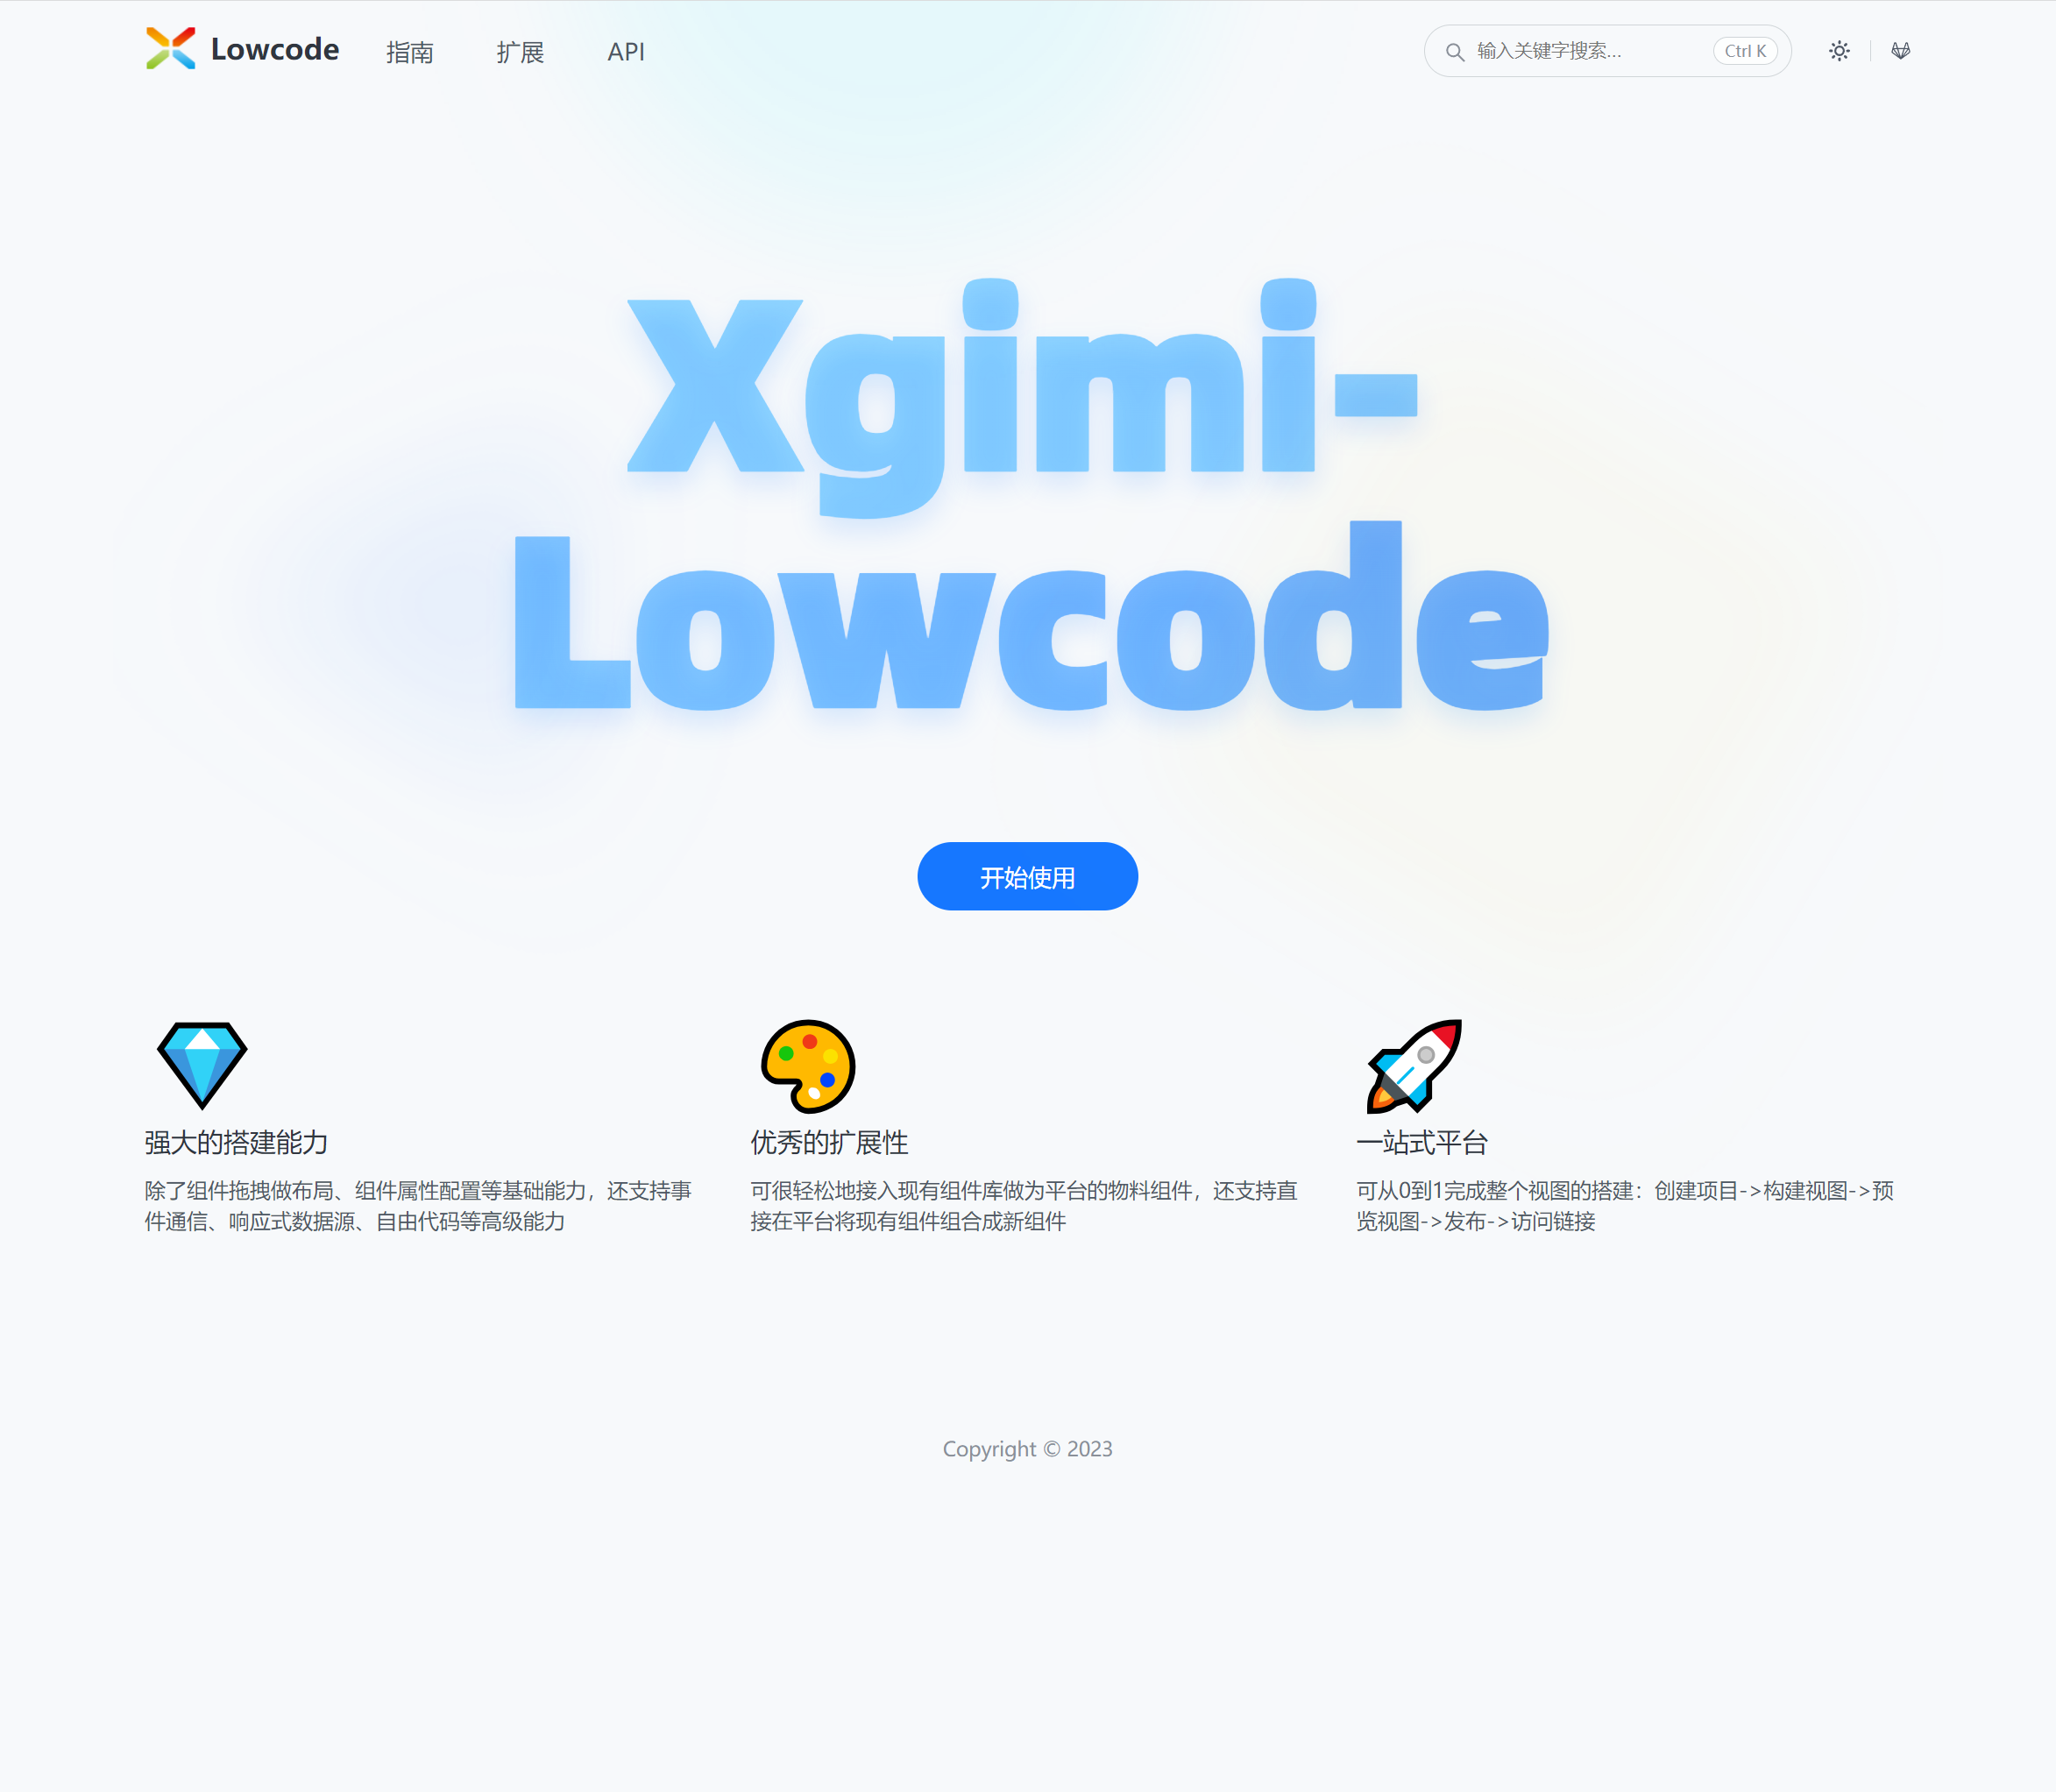 Lowcode 指南 扩展 API 输入关键字搜索... Ctrl K
Xgimi-
Lowcode
开始使用
强大的搭建能力
除了组件拖拽做布局、组件属性配置等基础能力，还支持事
件通信、响应式数据源、自由代码等高级能力
优秀的扩展性
可很轻松地接入现有组件库做为平台的物料组件，还支持直
接在平台将现有组件组合成新组件
一站式平台
可从0到1完成整个视图的搭建：创建项目->构建视图->预
览视图->发布->访问链接
Copyright © 2023